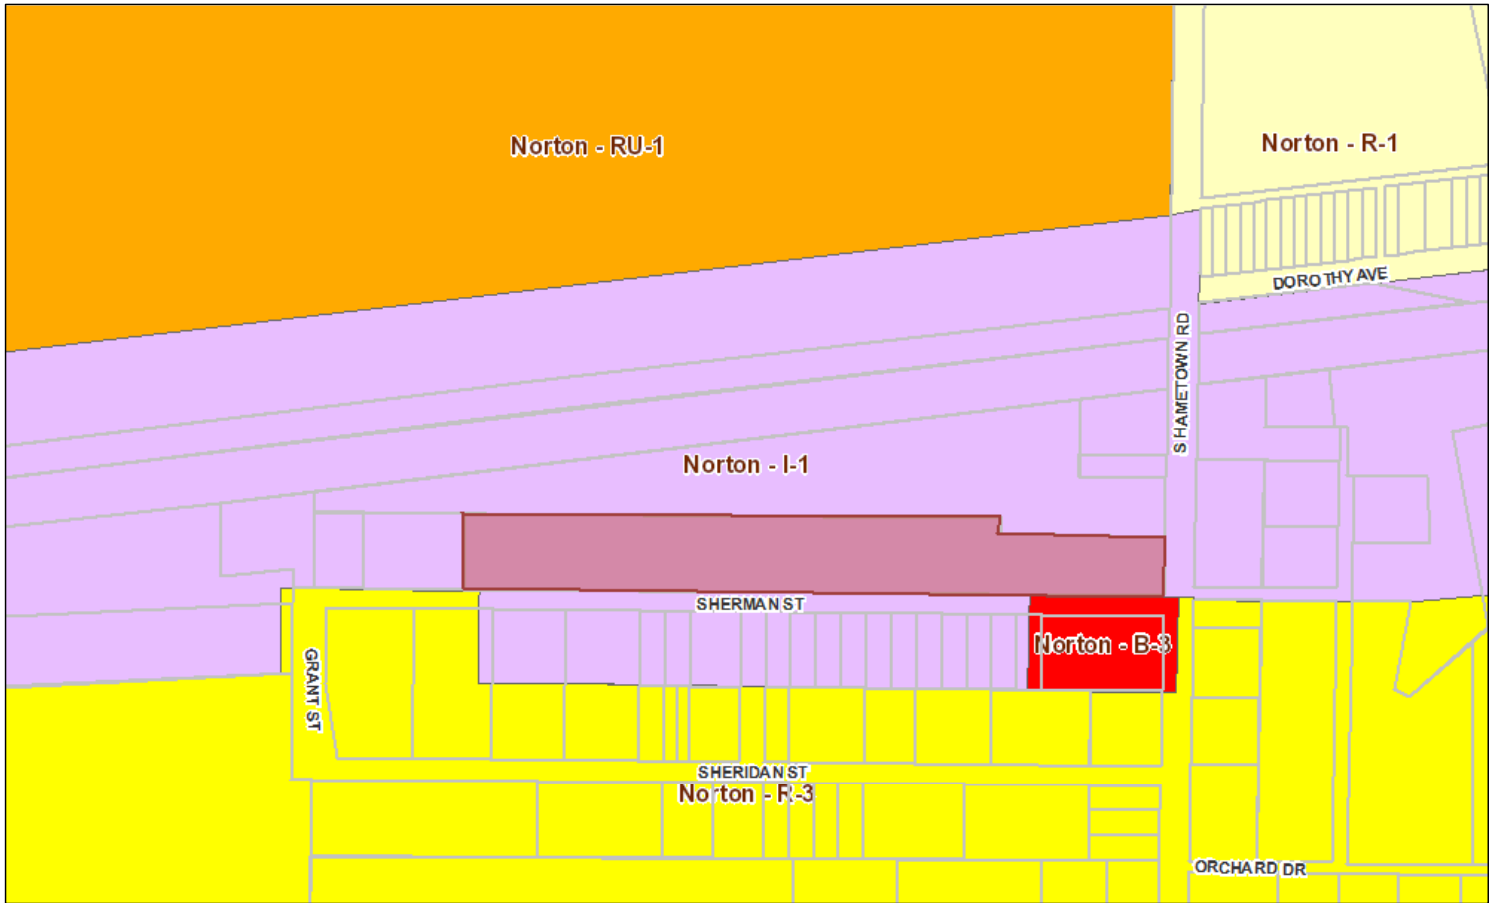 Norton - RU-1
Norton - R-1
DOROTHY AVE
S HAMETOWN RD
Norton - I-1
SHERMAN ST
Norton - B-3
GRANT ST
SHERIDAN ST
Norton - R-3
ORCHARD DR